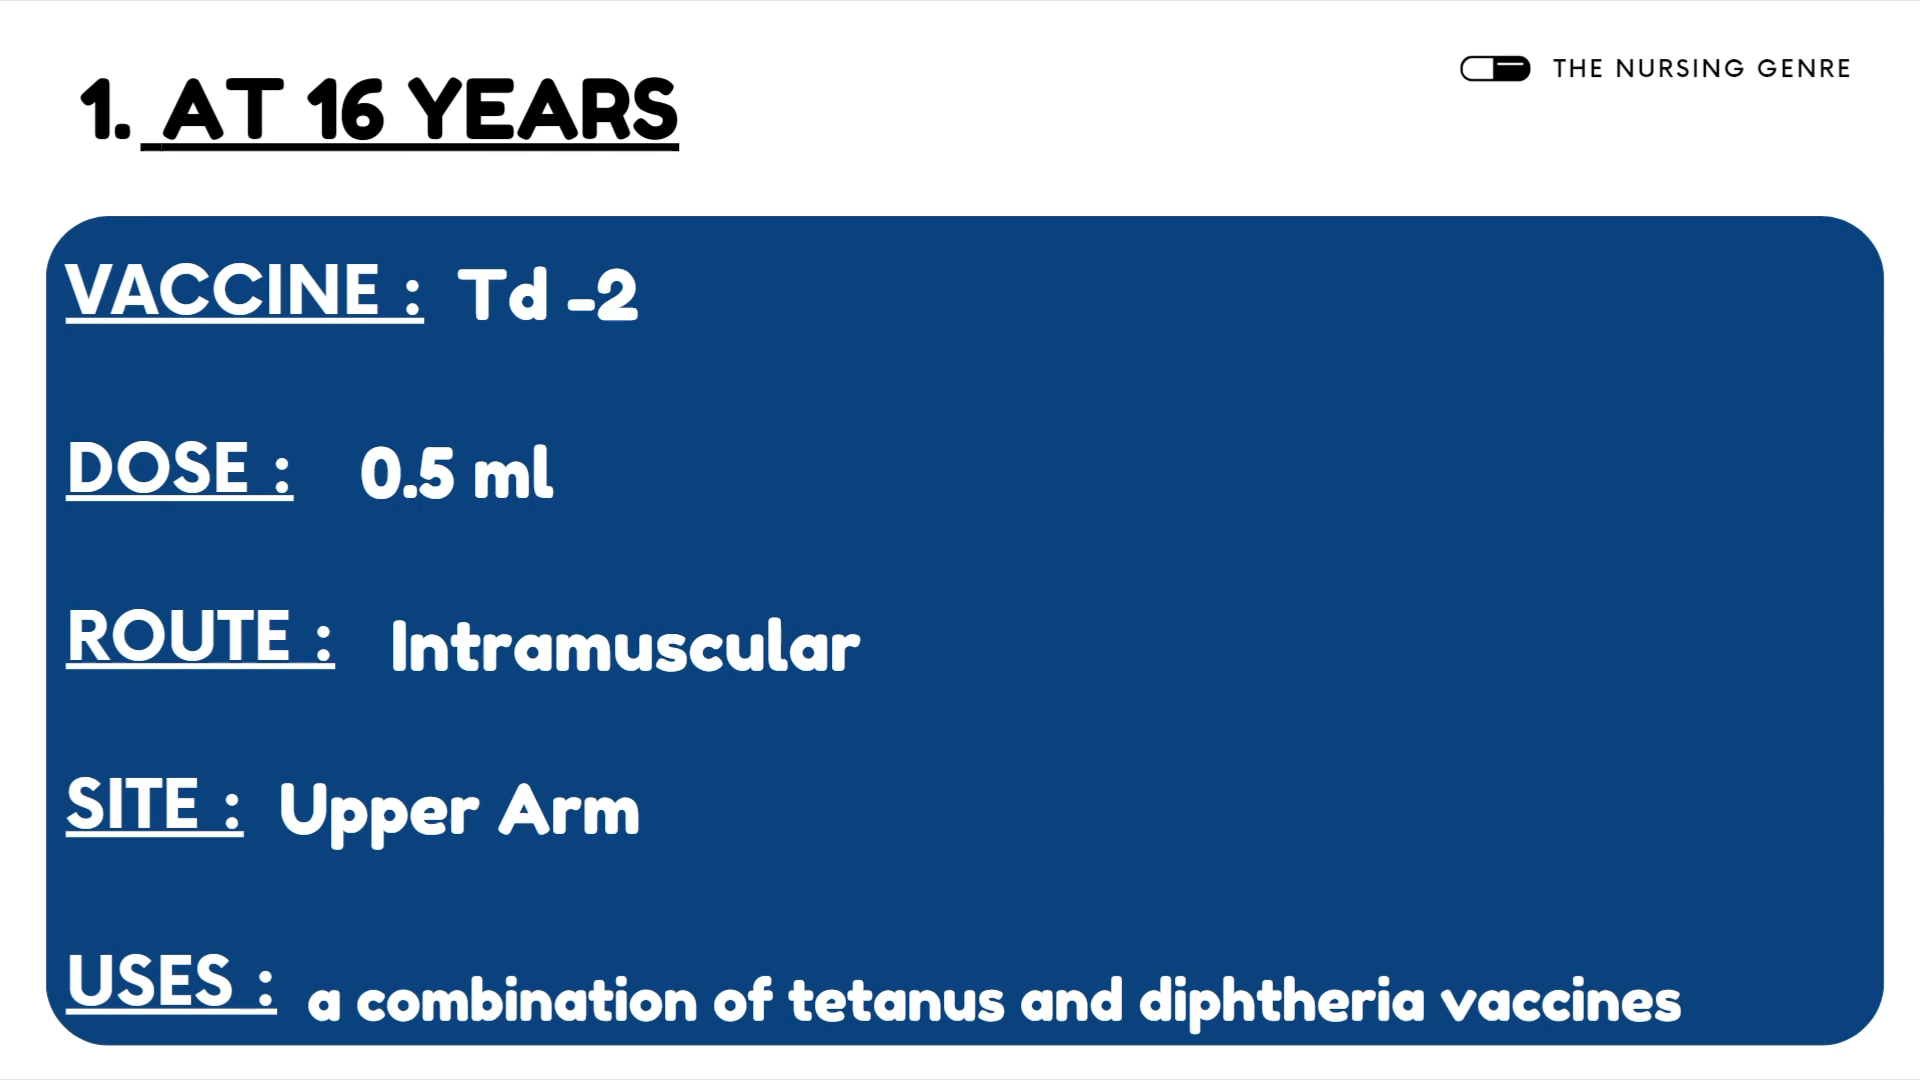 1. AT 16 YEARS
THE NURSING GENRE
VACCINE : Td -2
DOSE : 0.5 ml
ROUTE : Intramuscular
SITE : Upper Arm
USES : a combination of tetanus and diphtheria vaccines